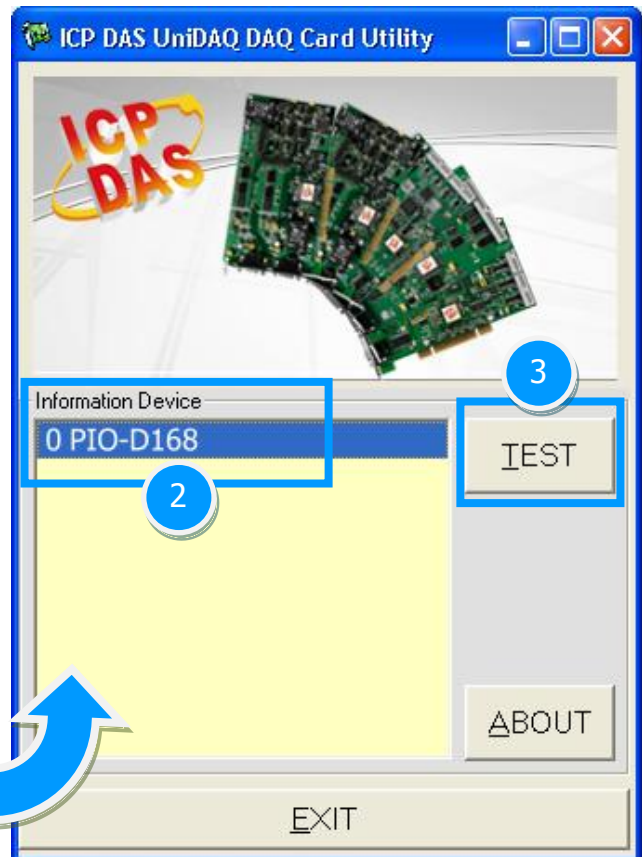 ICP DAS UniDAQ DAQ Card Utility
ICP
DAS
3
Information Device
0 PIO-D168
TEST
2
ABOUT
EXIT